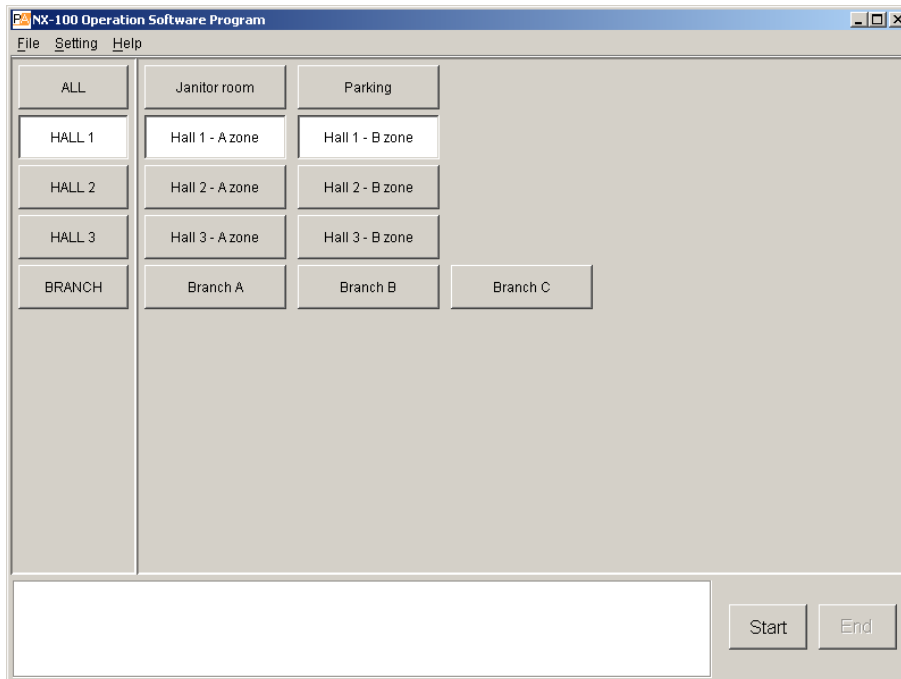 PA NX-100 Operation Software Program
File Setting Help
ALL Janitor room Parking
HALL 1 Hall 1 - A zone Hall 1 - B zone
HALL 2 Hall 2 - A zone Hall 2 - B zone
HALL 3 Hall 3 - A zone Hall 3 - B zone
BRANCH Branch A Branch B Branch C
Start End